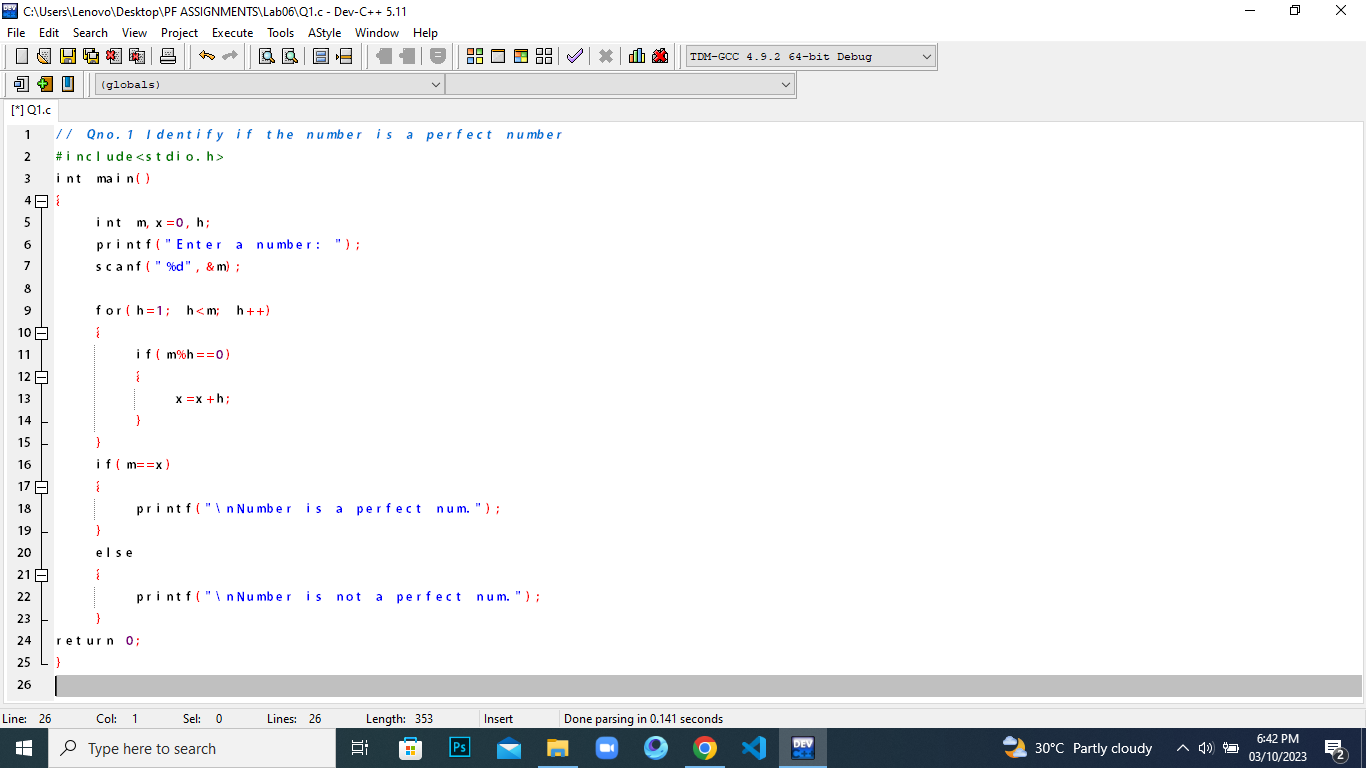 C:\Users\Lenovo\Desktop\PF ASSIGNMENTS\Lab06\Q1.c - Dev-C++ 5.11
File Edit Search View Project Execute Tools AStyle Window Help
TDM-GCC 4.9.2 64-bit Debug
(globals)
[*] Q1.c
1 // Qno.1 Identify if the number is a perfect number
2 #include<stdio.h>
3 int main()
4 {
5 int m,x=0,h;
6 printf("Enter a number: ");
7 scanf("%d",&m);
8
9 for(h=1; h<m; h++)
10 {
11 if(m%h==0)
12 {
13 x=x+h;
14 }
15 }
16 if(m==x)
17 {
18 printf("\nNumber is a perfect num.");
19 }
20 else
21 {
22 printf("\nNumber is not a perfect num.");
23 }
24 return 0;
25 }
26
Line: 26 Col: 1 Sel: 0 Lines: 26 Length: 353 Insert Done parsing in 0.141 seconds
Type here to search
Ps
DEV
30°C Partly cloudy
6:42 PM
03/10/2023
2